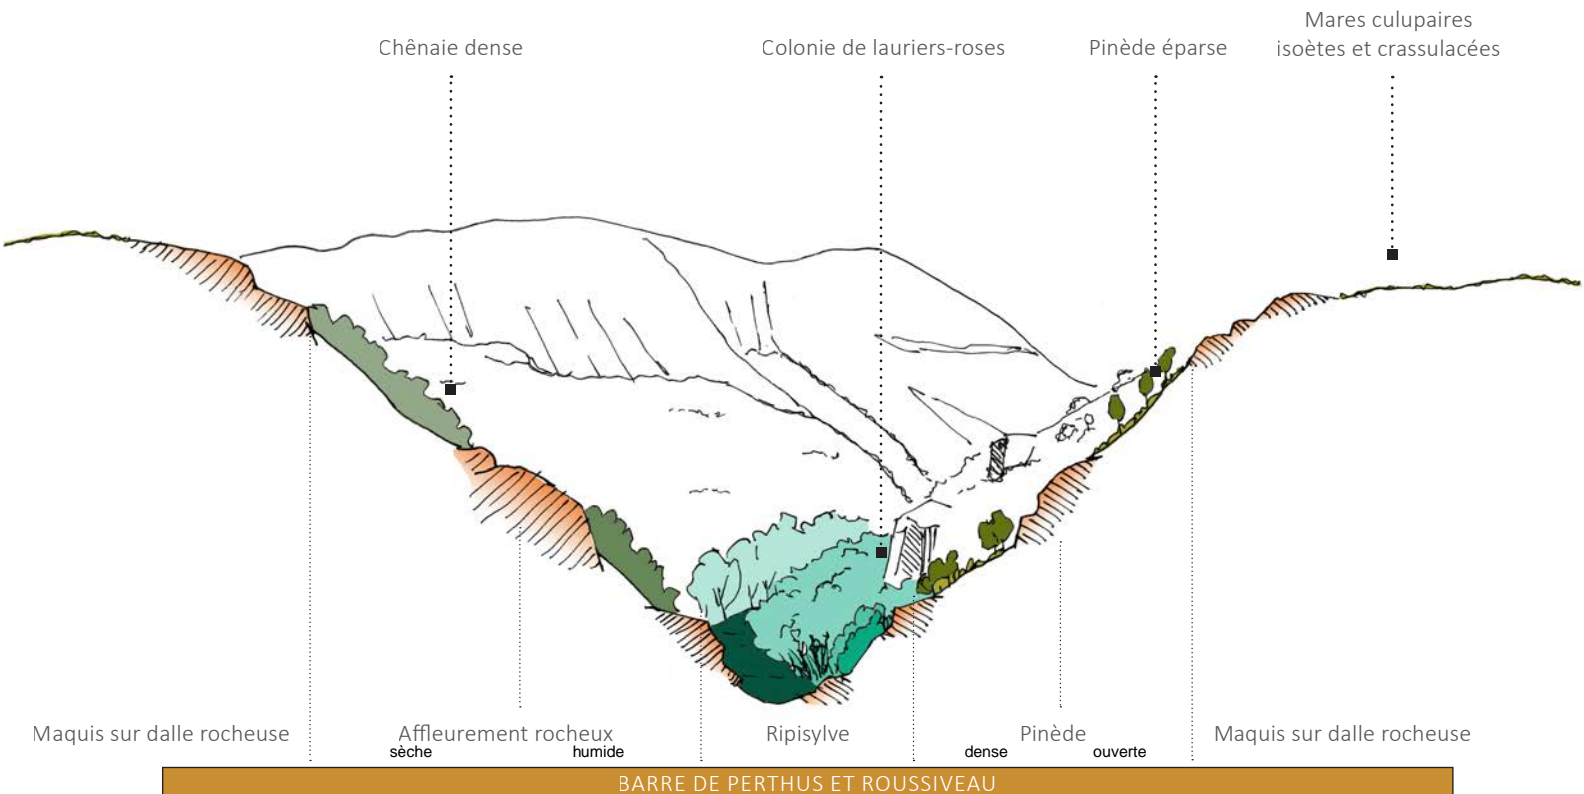 Mares culupaires
isoètes et crassulacées
Chênaie dense
Colonie de lauriers-roses
Pinède éparse
Maquis sur dalle rocheuse
Affleurement rocheux
Ripisylve
Pinède
Maquis sur dalle rocheuse
sèche
humide
dense
ouverte
BARRE DE PERTHUS ET ROUSSIVEAU